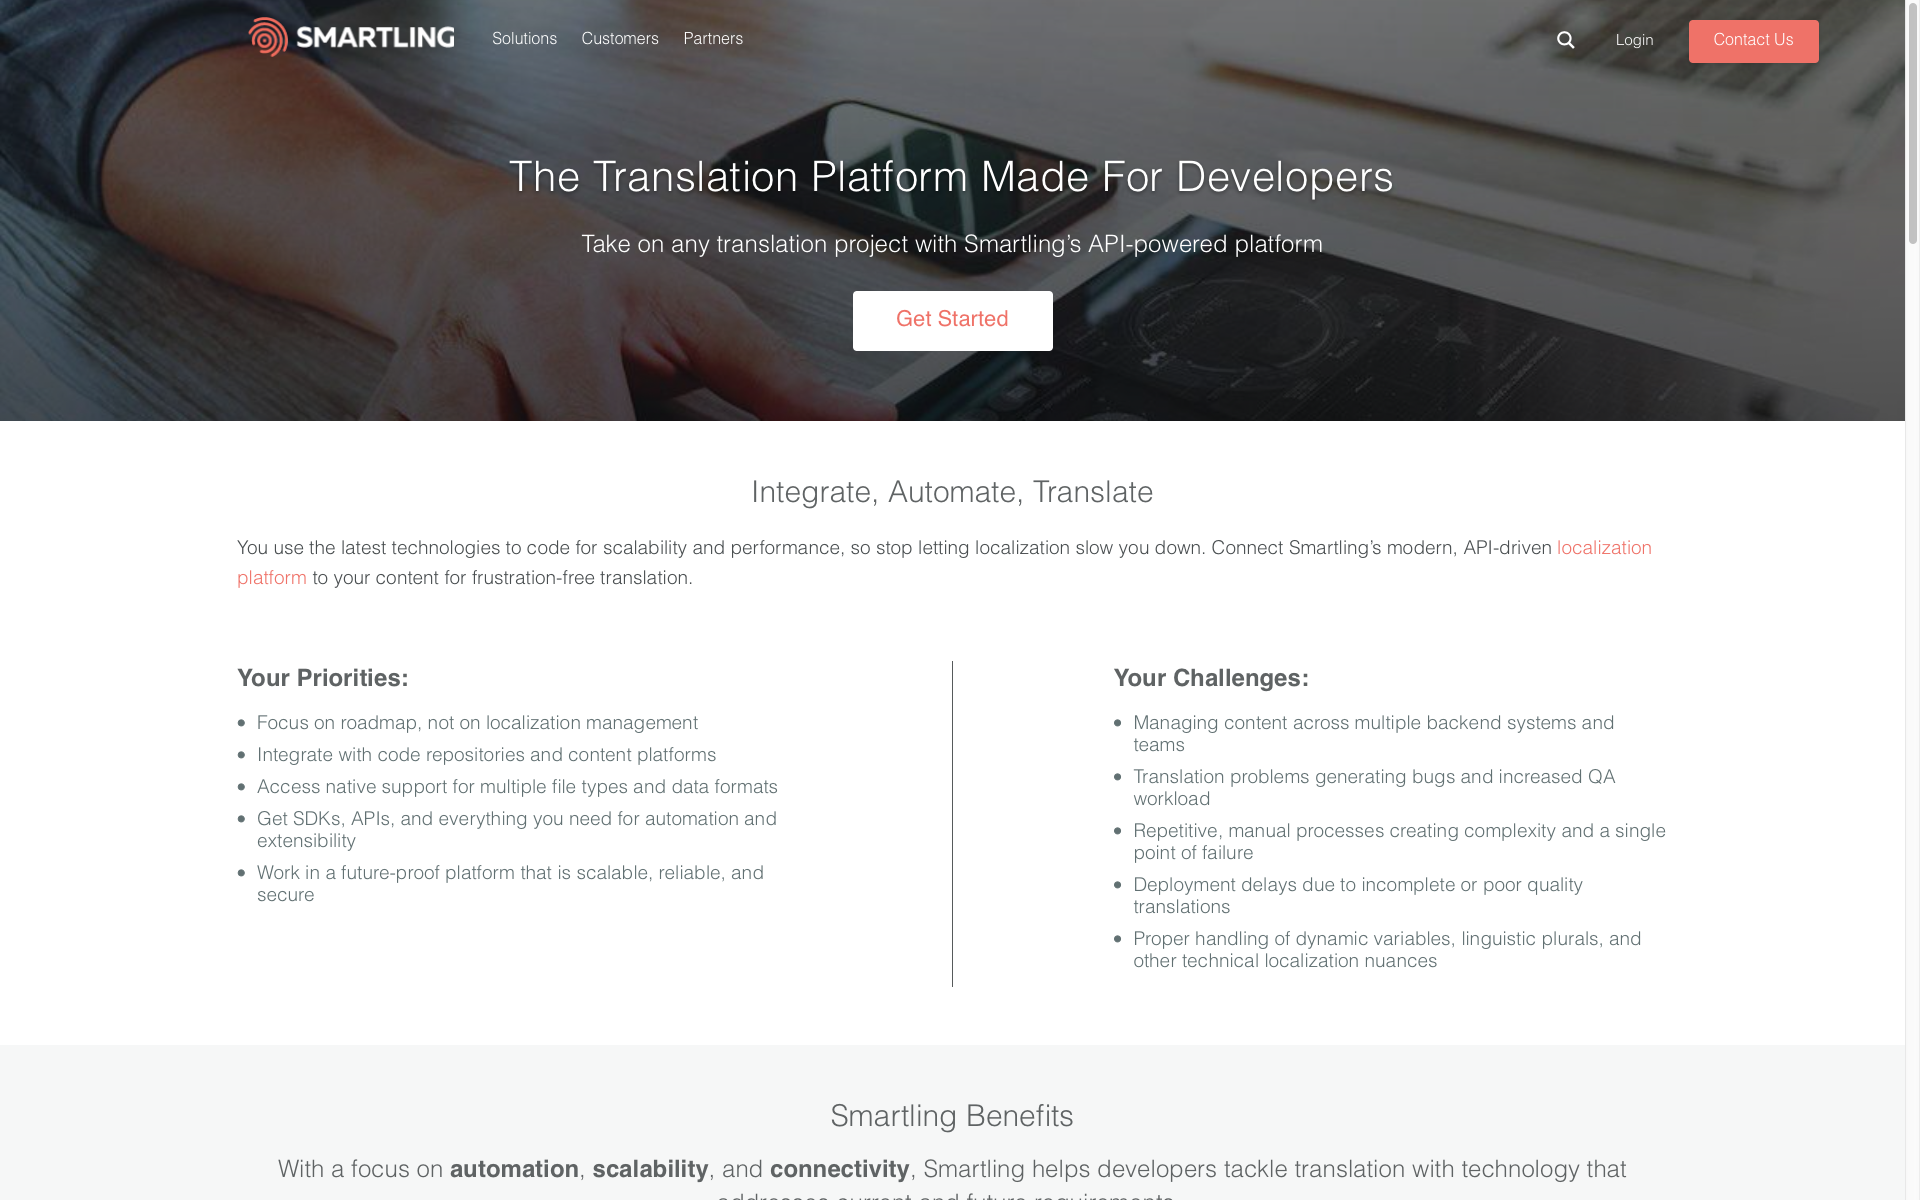 SMARTLING
Solutions
Customers
Partners
Login
Contact Us
The Translation Platform Made For Developers
Take on any translation project with Smartling’s API-powered platform
Get Started
Integrate, Automate, Translate
You use the latest technologies to code for scalability and performance, so stop letting localization slow you down. Connect Smartling’s modern, API-driven localization
platform to your content for frustration-free translation.
Your Priorities:
Focus on roadmap, not on localization management
Integrate with code repositories and content platforms
Access native support for multiple file types and data formats
Get SDKs, APIs, and everything you need for automation and
extensibility
Work in a future-proof platform that is scalable, reliable, and
secure
Your Challenges:
Managing content across multiple backend systems and
teams
Translation problems generating bugs and increased QA
workload
Repetitive, manual processes creating complexity and a single
point of failure
Deployment delays due to incomplete or poor quality
translations
Proper handling of dynamic variables, linguistic plurals, and
other technical localization nuances
Smartling Benefits
With a focus on automation, scalability, and connectivity, Smartling helps developers tackle translation with technology that
addresses current and future requirements